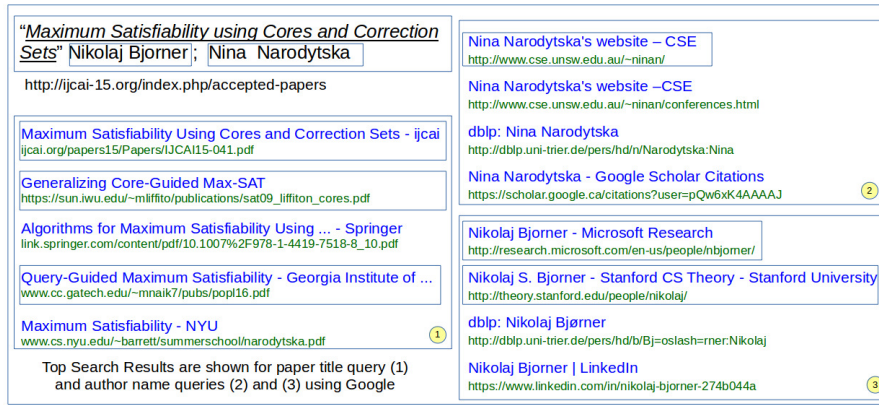 “Maximum Satisfiability using Cores and Correction
Sets” Nikolaj Bjorner ; Nina Narodytska
http://ijcai-15.org/index.php/accepted-papers
Maximum Satisfiability Using Cores and Correction Sets - ijcai
ijcai.org/papers15/Papers/IJCAI15-041.pdf
Generalizing Core-Guided Max-SAT
https://sun.iwu.edu/~mliffito/publications/sat09_liffiton_cores.pdf
Algorithms for Maximum Satisfiability Using ... - Springer
link.springer.com/content/pdf/10.1007%2F978-1-4419-7518-8_10.pdf
Query-Guided Maximum Satisfiability - Georgia Institute of ...
www.cc.gatech.edu/~mnaik7/pubs/popl16.pdf
Maximum Satisfiability - NYU
www.cs.nyu.edu/~barrett/summerschool/narodytska.pdf
1
Top Search Results are shown for paper title query (1)
and author name queries (2) and (3) using Google
Nina Narodytska's website – CSE
http://www.cse.unsw.edu.au/~ninan/
Nina Narodytska's website –CSE
http://www.cse.unsw.edu.au/~ninan/conferences.html
dblp: Nina Narodytska
http://dblp.uni-trier.de/pers/hd/n/Narodytska:Nina
Nina Narodytska - Google Scholar Citations
https://scholar.google.ca/citations?user=pQw6xK4AAAAJ
2
Nikolaj Bjorner - Microsoft Research
http://research.microsoft.com/en-us/people/nbjorner/
Nikolaj S. Bjorner - Stanford CS Theory - Stanford University
http://theory.stanford.edu/people/nikolaj/
dblp: Nikolaj Bjørner
http://dblp.uni-trier.de/pers/hd/b/Bj=oslash=rner:Nikolaj
Nikolaj Bjorner | LinkedIn
https://www.linkedin.com/in/nikolaj-bjorner-274b044a
3